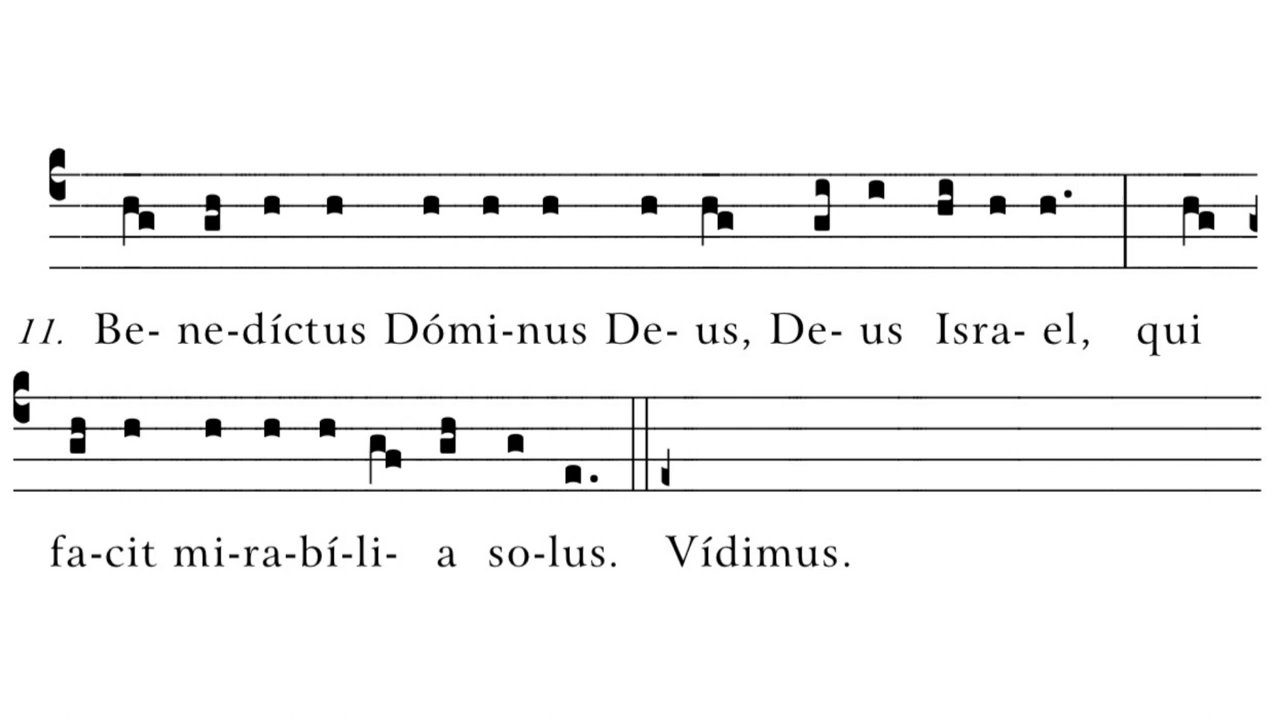 11. Be- ne-díctus Dómi-nus De- us, De- us Isra- el, qui
fa-cit mi-ra-bí-li- a so-lus. Vídimus.